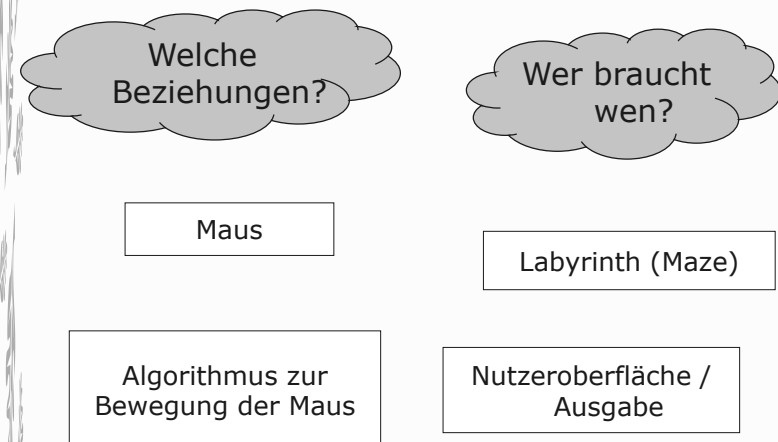 Welche
Beziehungen?
Wer braucht
wen?
Maus
Labyrinth (Maze)
Algorithmus zur
Bewegung der Maus
Nutzeroberfläche /
Ausgabe